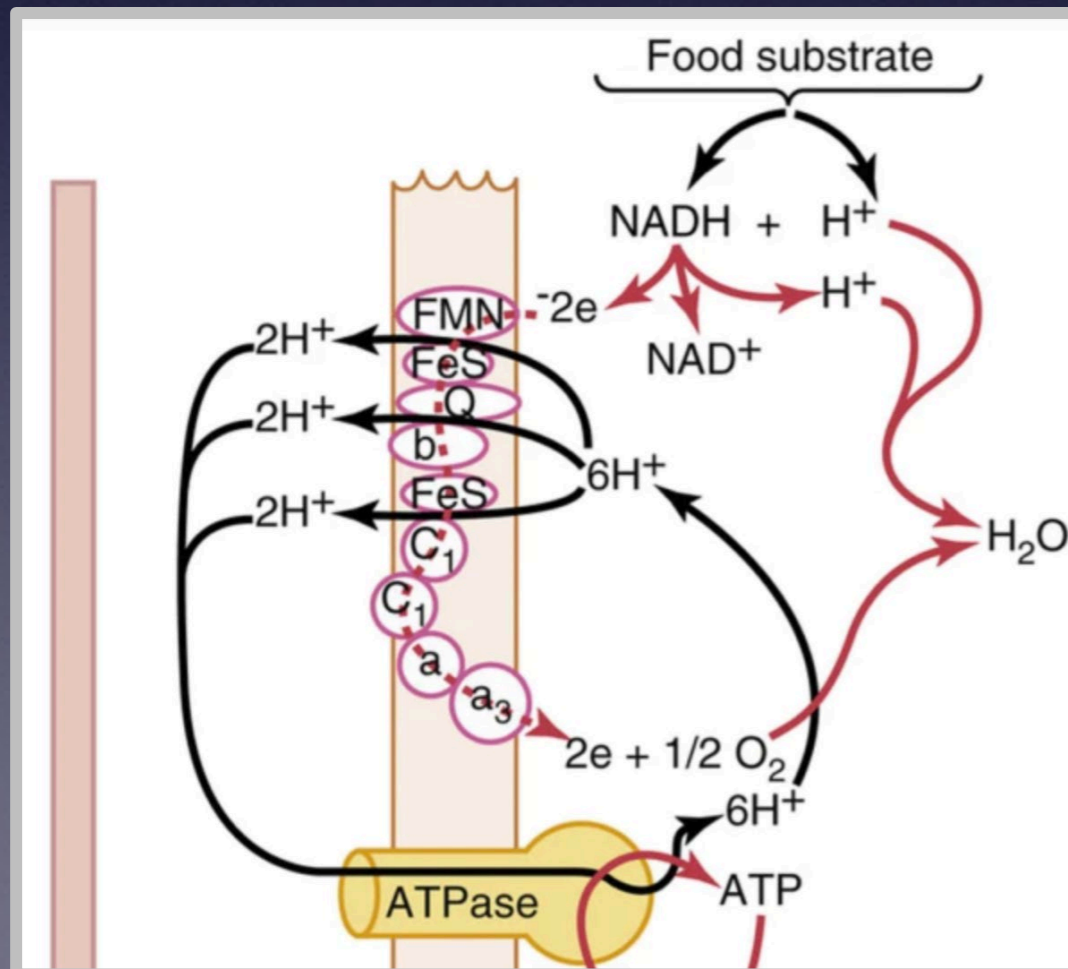 Food substrate
NADH + H⁺
FMN
⁻2e
H⁺
2H⁺
FeS
NAD⁺
Q
2H⁺
b
6H⁺
FeS
2H⁺
C₁
H₂O
C₁
a
a₃
2e + 1/2 O₂
6H⁺
ATPase
ATP